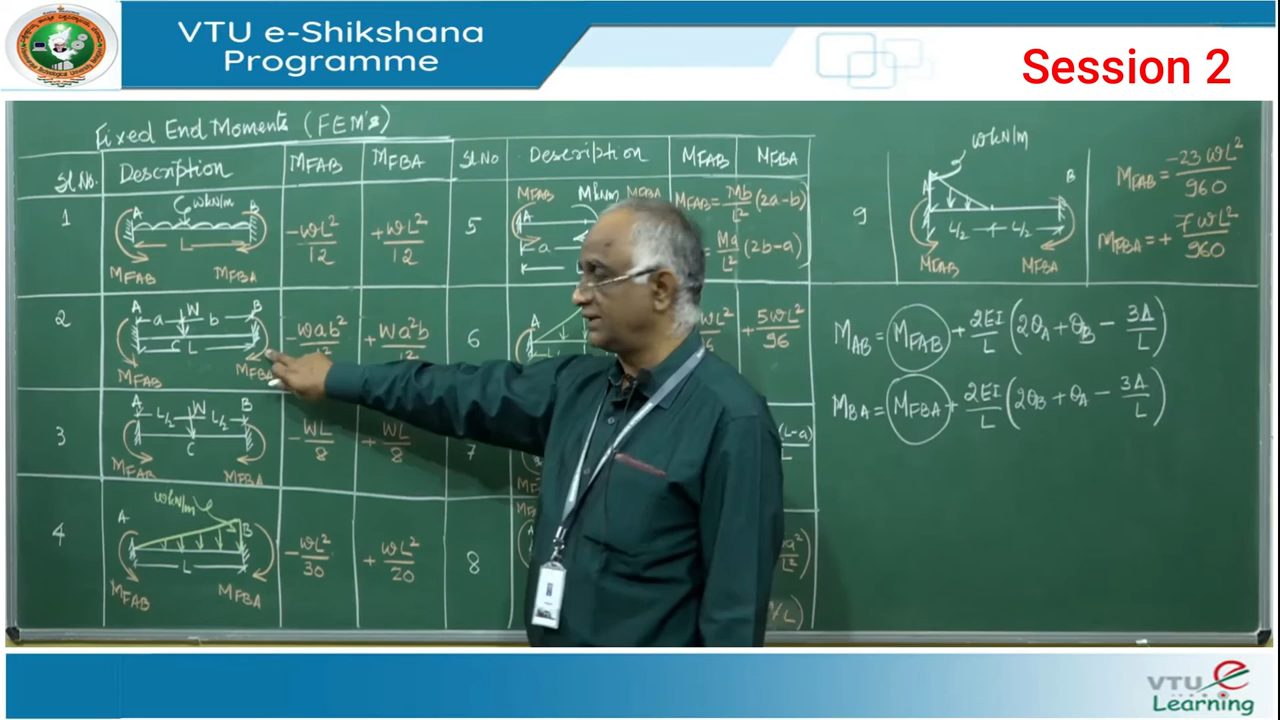 VTU e-Shikshana
Programme
Session 2
Fixed End Moments (FEM's)
Sl.No. Description MFAB MFBA
1
A wkN/m B
L
MFAB MFBA
-wL²/12 +wL²/12
2
A a W b B
C L
MFAB MFBA
-Wab² +Wa²b
3
A L/2 W L/2 B
C
MFAB MFBA
-WL/8 +WL/8
4
A wkN/m B
L
MFAB MFBA
-wL²/30 +wL²/20
Sl.No Description MFAB MFBA
5
MFAB MkNm MFBA
A
a
MFAB = Mb/L² (2a-b)
= Ma/L² (2b-a)
6
A
+5wL²/96
7
(L-a)
8
9
wkN/m
A B
L/2 L/2
MFAB MFBA
MFAB = -23wL²/960
MFBA = +7wL²/960
MAB = MFAB + 2EI/L (2θA + θB - 3Δ/L)
MBA = MFBA + 2EI/L (2θB + θA - 3Δ/L)
VTU e
Learning